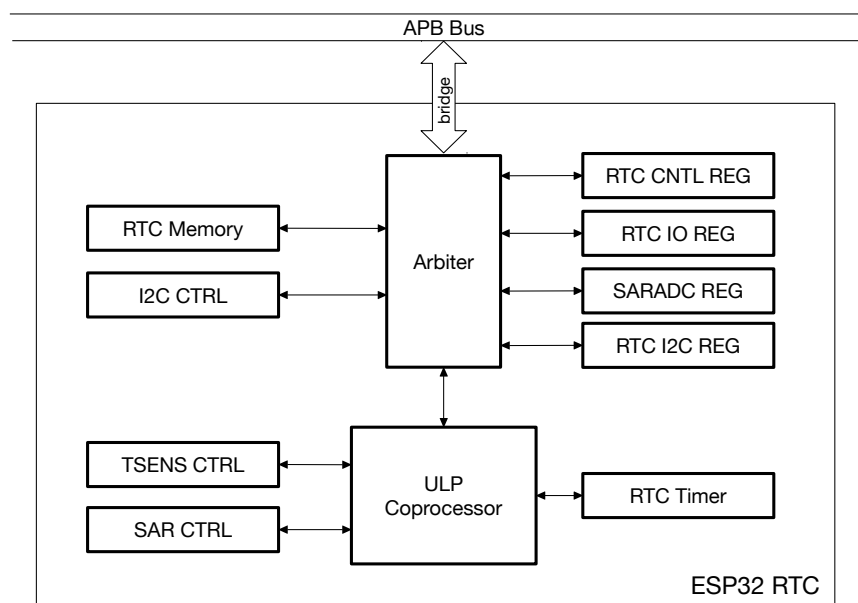 APB Bus
bridge
RTC CNTL REG
RTC Memory
RTC IO REG
Arbiter
I2C CTRL
SARADC REG
RTC I2C REG
TSENS CTRL
ULP
Coprocessor
RTC Timer
SAR CTRL
ESP32 RTC